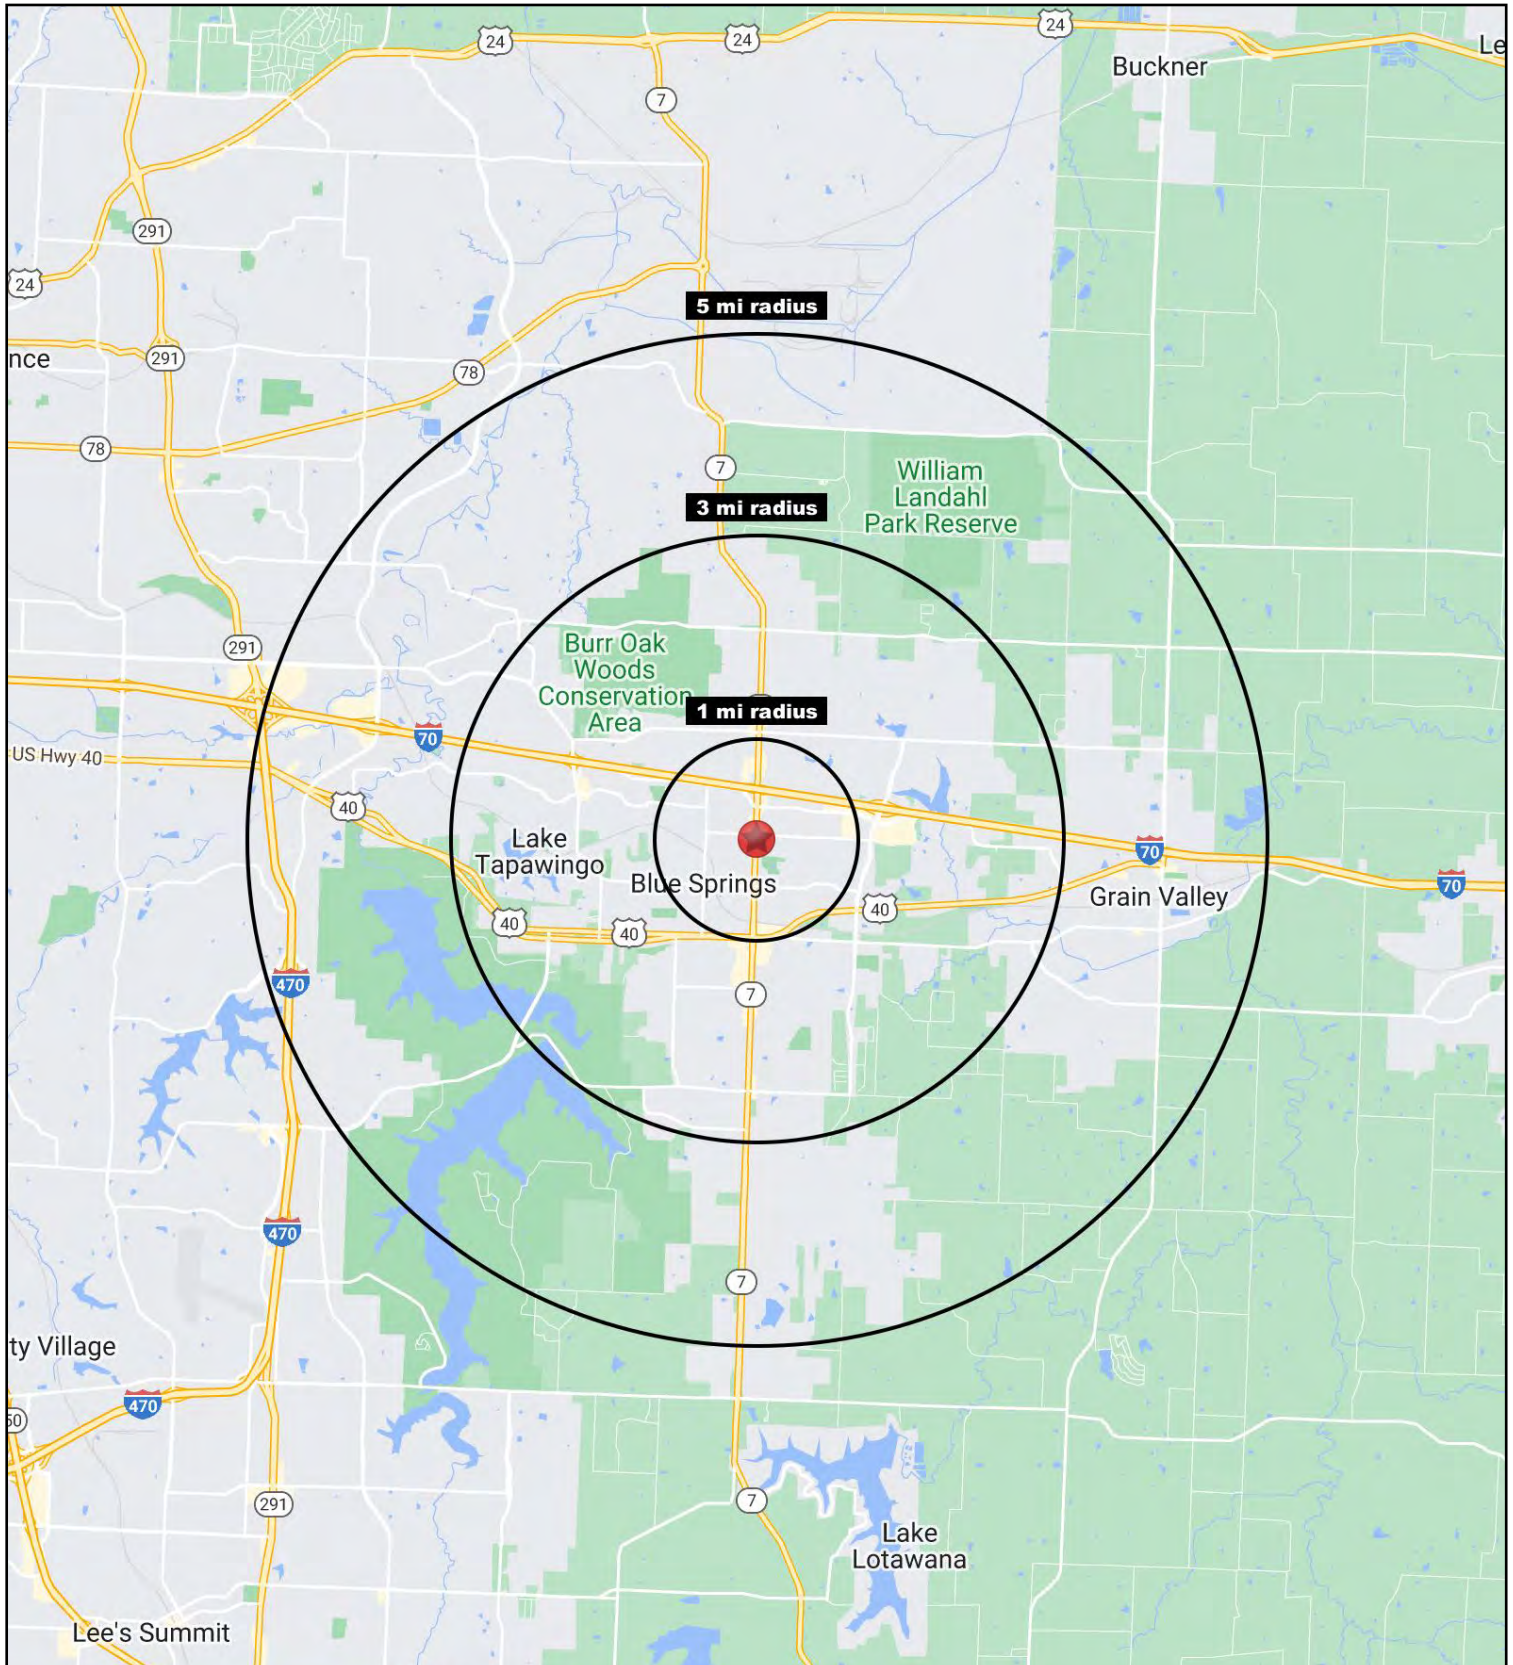 24
24
24
Buckner
Le
7
291
24
5 mi radius
nce
291
78
78
7
William
Landahl
Park Reserve
3 mi radius
291
Burr Oak
Woods
Conservation
Area
1 mi radius
70
US Hwy 40
40
Lake
Tapawingo
Blue Springs
70
Grain Valley
70
40
40
40
470
7
470
7
ty Village
470
50
291
7
Lake
Lotawana
Lee's Summit